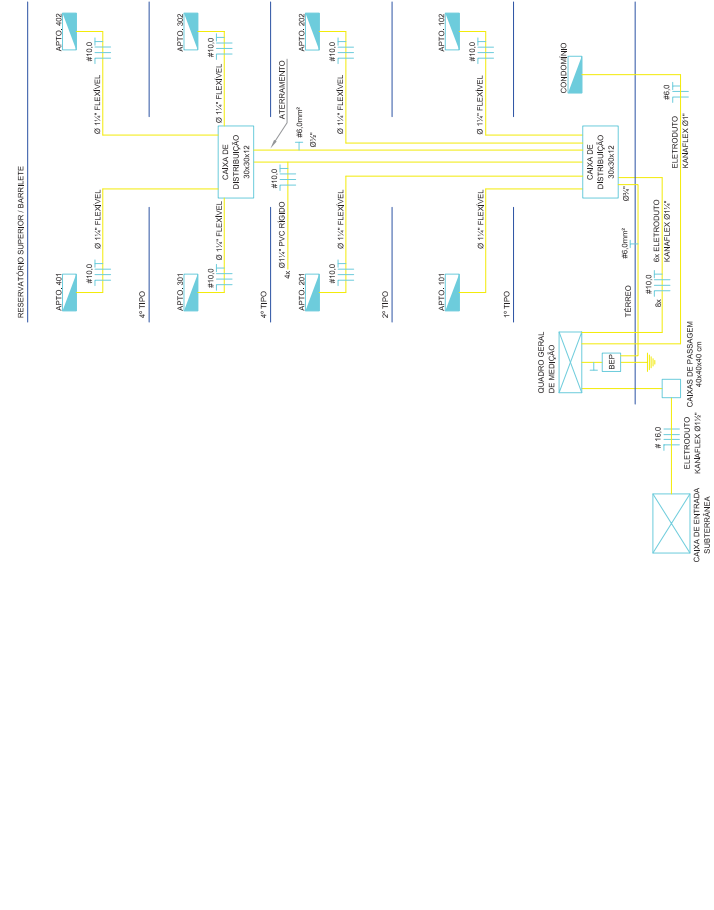 RESERVATÓRIO SUPERIOR / BARRILETE
APTO. 402
#10,0
Ø 1¼" FLEXÍVEL
APTO. 401
#10,0
Ø 1¼" FLEXÍVEL
4º TIPO
APTO. 302
#10,0
Ø 1¼" FLEXÍVEL
CAIXA DE
DISTRIBUIÇÃO
30x30x12
APTO. 301
#10,0
Ø 1¼" FLEXÍVEL
4º TIPO
ATERRAMENTO
#6,0mm²
Ø½"
#10,0
Ø1¼" PVC RÍGIDO
4x
APTO. 202
#10,0
Ø 1¼" FLEXÍVEL
APTO. 201
#10,0
Ø 1¼" FLEXÍVEL
2º TIPO
APTO. 102
#10,0
Ø 1¼" FLEXÍVEL
APTO. 101
Ø 1¼" FLEXÍVEL
1º TIPO
CONDOMÍNIO
CAIXA DE
DISTRIBUIÇÃO
30x30x12
Ø¾"
#6,0mm²
TÉRREO
#6,0
ELETRODUTO
KANAFLEX Ø1"
6x ELETRODUTO
KANAFLEX Ø1¼"
#10,0
8x
QUADRO GERAL
DE MEDIÇÃO
BEP
CAIXAS DE PASSAGEM
40x40x40 cm
# 16,0
ELETRODUTO
KANAFLEX Ø1½"
CAIXA DE ENTRADA
SUBTERRÂNEA